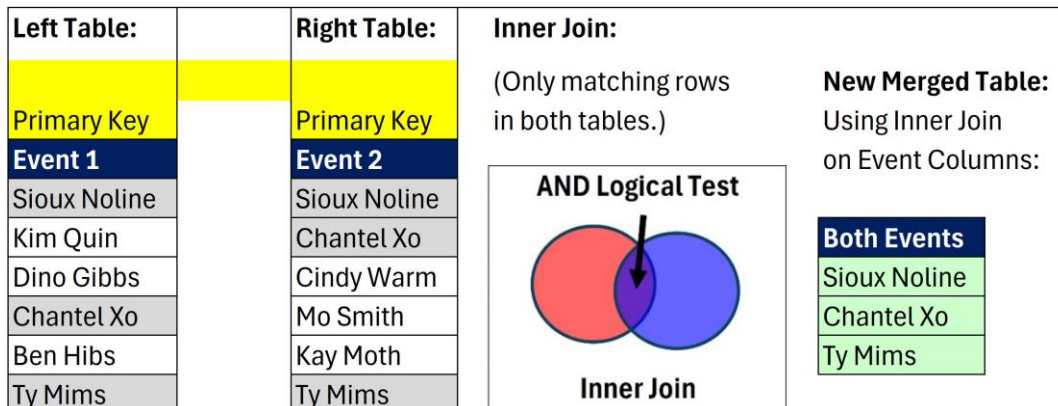 Left Table:
Primary Key
Event 1
Sioux Noline
Kim Quin
Dino Gibbs
Chantel Xo
Ben Hibs
Ty Mims
Right Table:
Primary Key
Event 2
Sioux Noline
Chantel Xo
Cindy Warm
Mo Smith
Kay Moth
Ty Mims
Inner Join:
(Only matching rows
in both tables.)
AND Logical Test
Inner Join
New Merged Table:
Using Inner Join
on Event Columns:
Both Events
Sioux Noline
Chantel Xo
Ty Mims